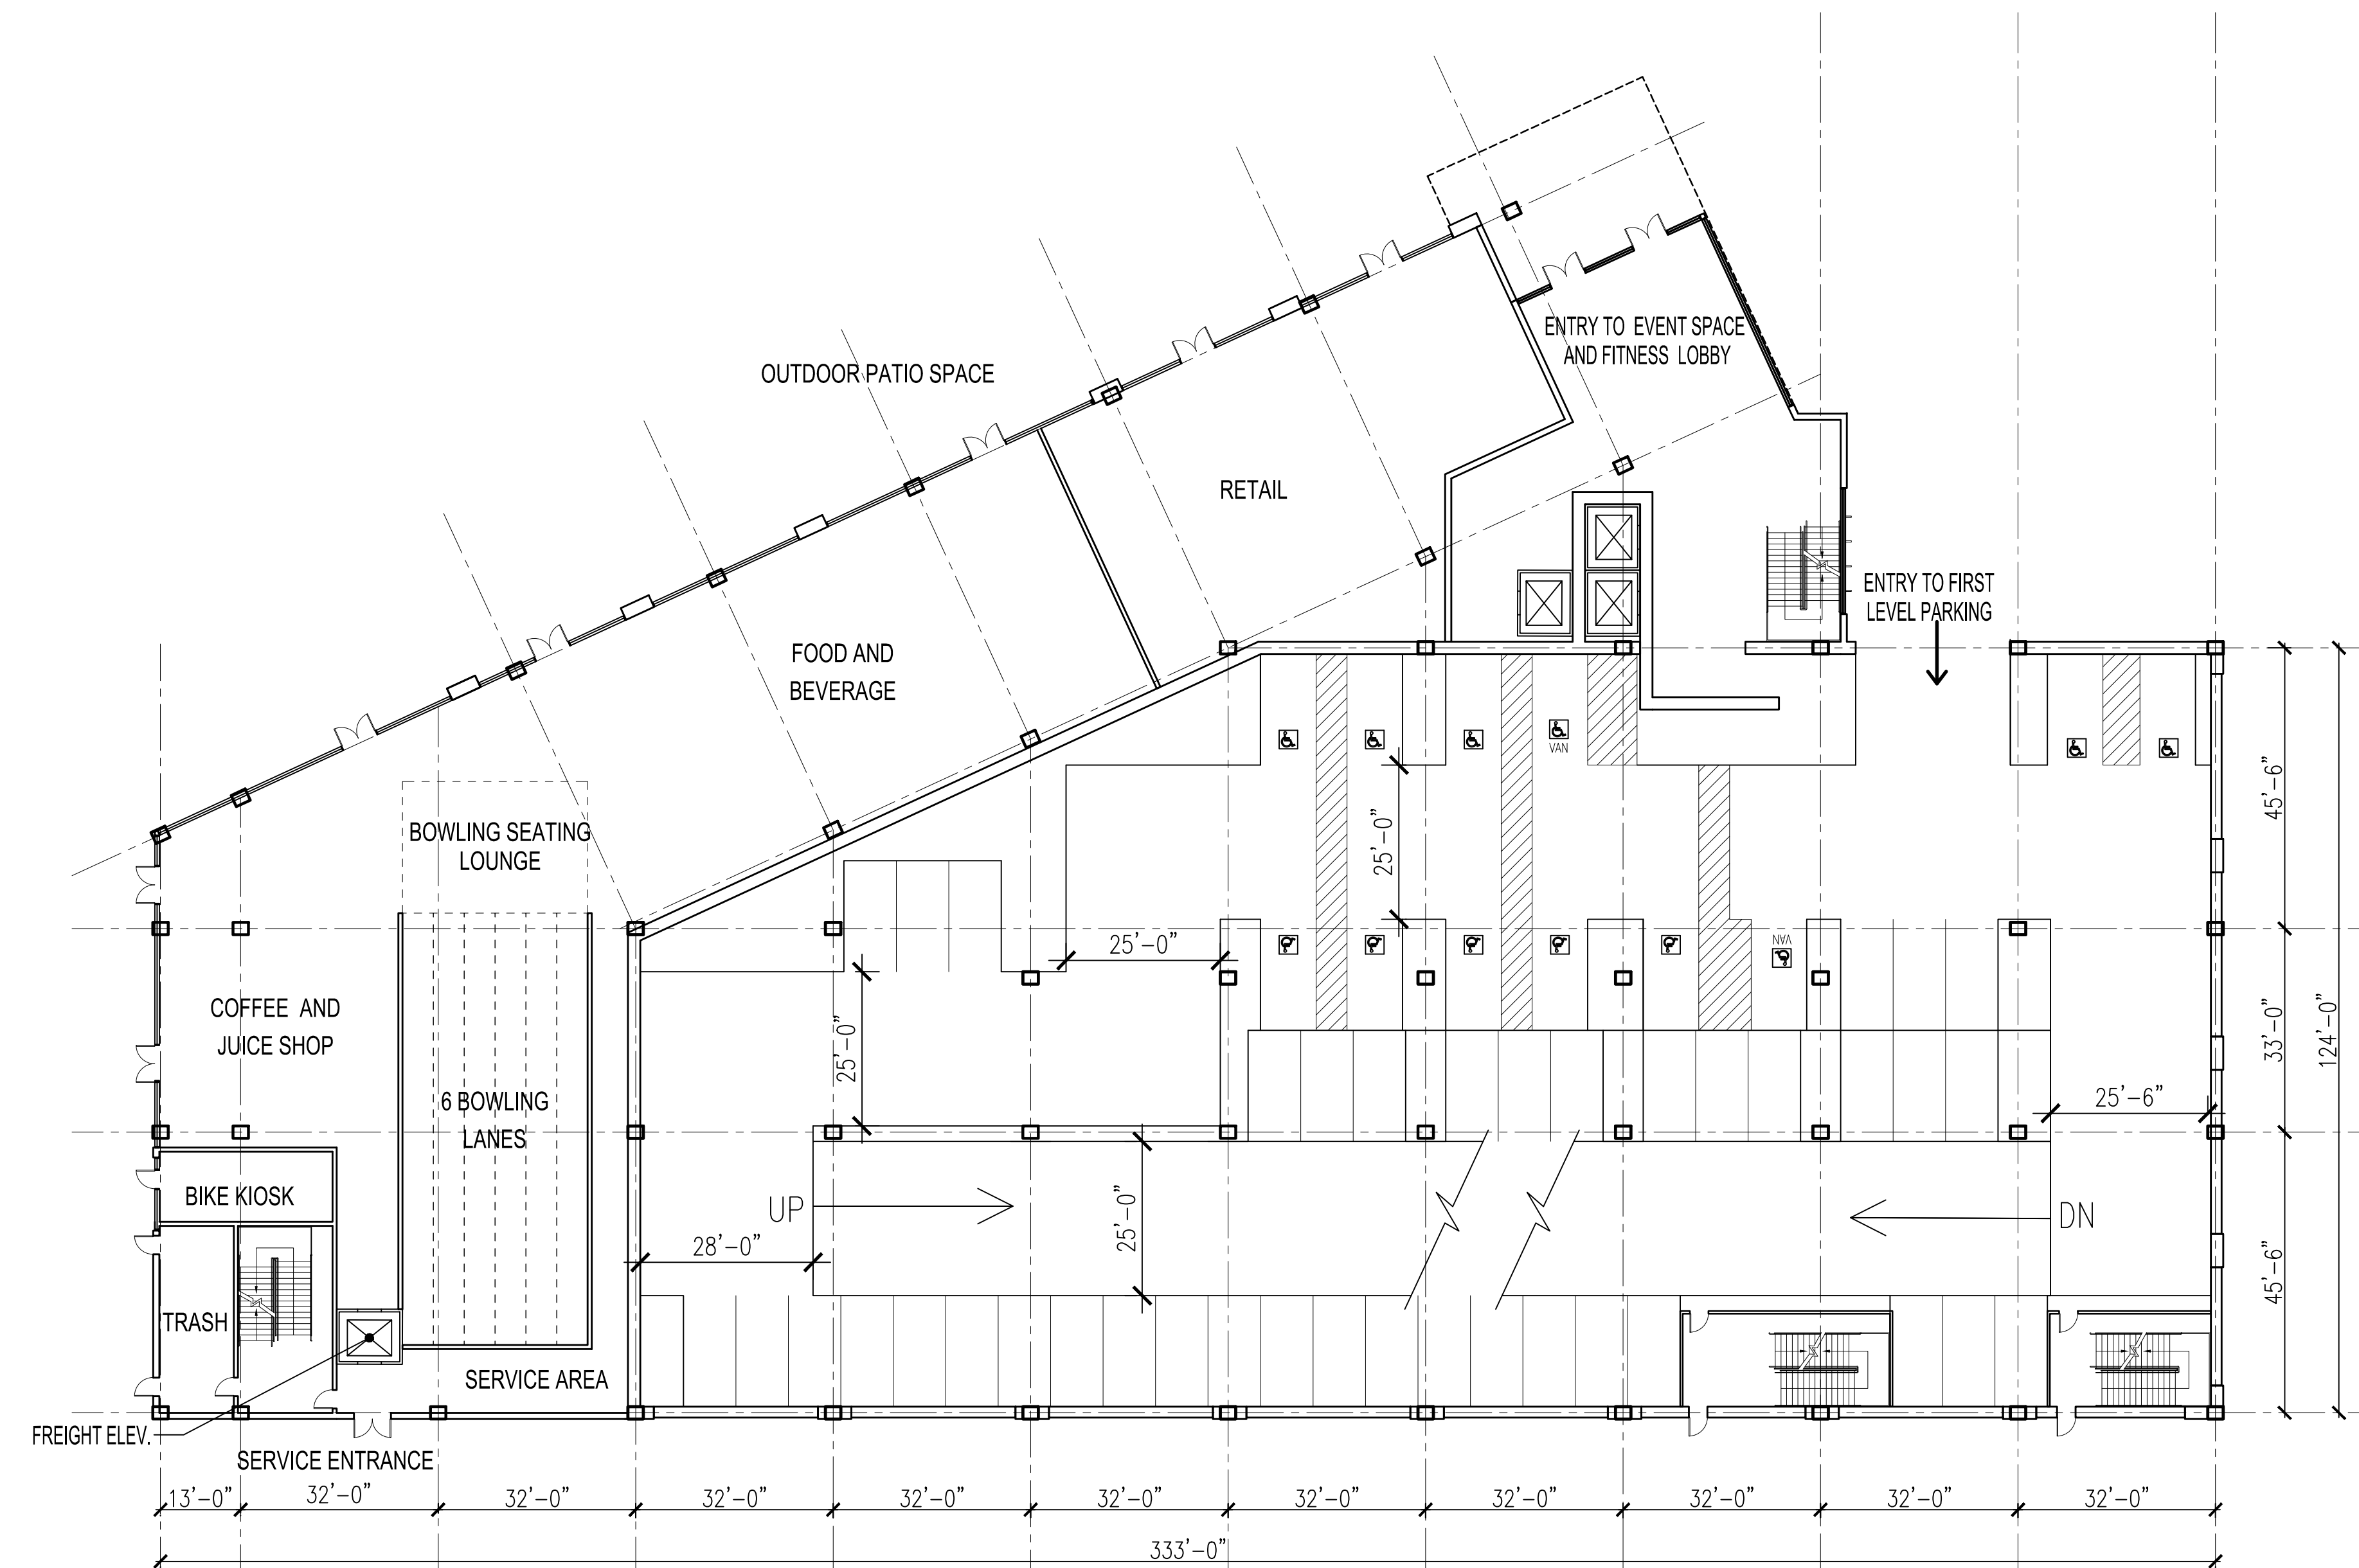 OUTDOOR PATIO SPACE
ENTRY TO EVENT SPACE
AND FITNESS LOBBY
RETAIL
ENTRY TO FIRST
LEVEL PARKING
FOOD AND
BEVERAGE
VAN
45'-6"
BOWLING SEATING
LOUNGE
25'-0"
25'-0"
VAN
COFFEE AND
JUICE SHOP
25'-0"
33'-0"
124'-0"
6 BOWLING
LANES
25'-6"
BIKE KIOSK
UP
25'-0"
DN
28'-0"
45'-6"
TRASH
SERVICE AREA
FREIGHT ELEV.
SERVICE ENTRANCE
13'-0"
32'-0"
32'-0"
32'-0"
32'-0"
32'-0"
32'-0"
32'-0"
32'-0"
32'-0"
32'-0"
333'-0"